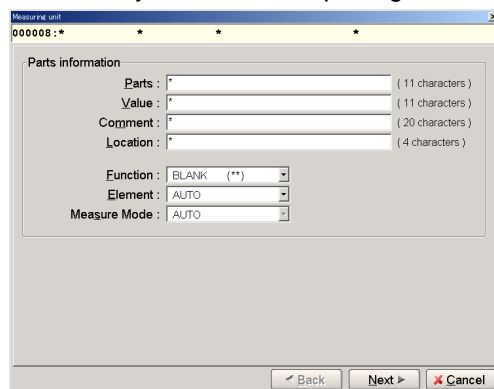 Measuring unit
000008:* * * *
Parts information
Parts : * ( 11 characters )
Value : * ( 11 characters )
Comment : * ( 20 characters )
Location : * ( 4 characters )
Function : BLANK (**)
Element : AUTO
Measure Mode : AUTO
Back Next Cancel